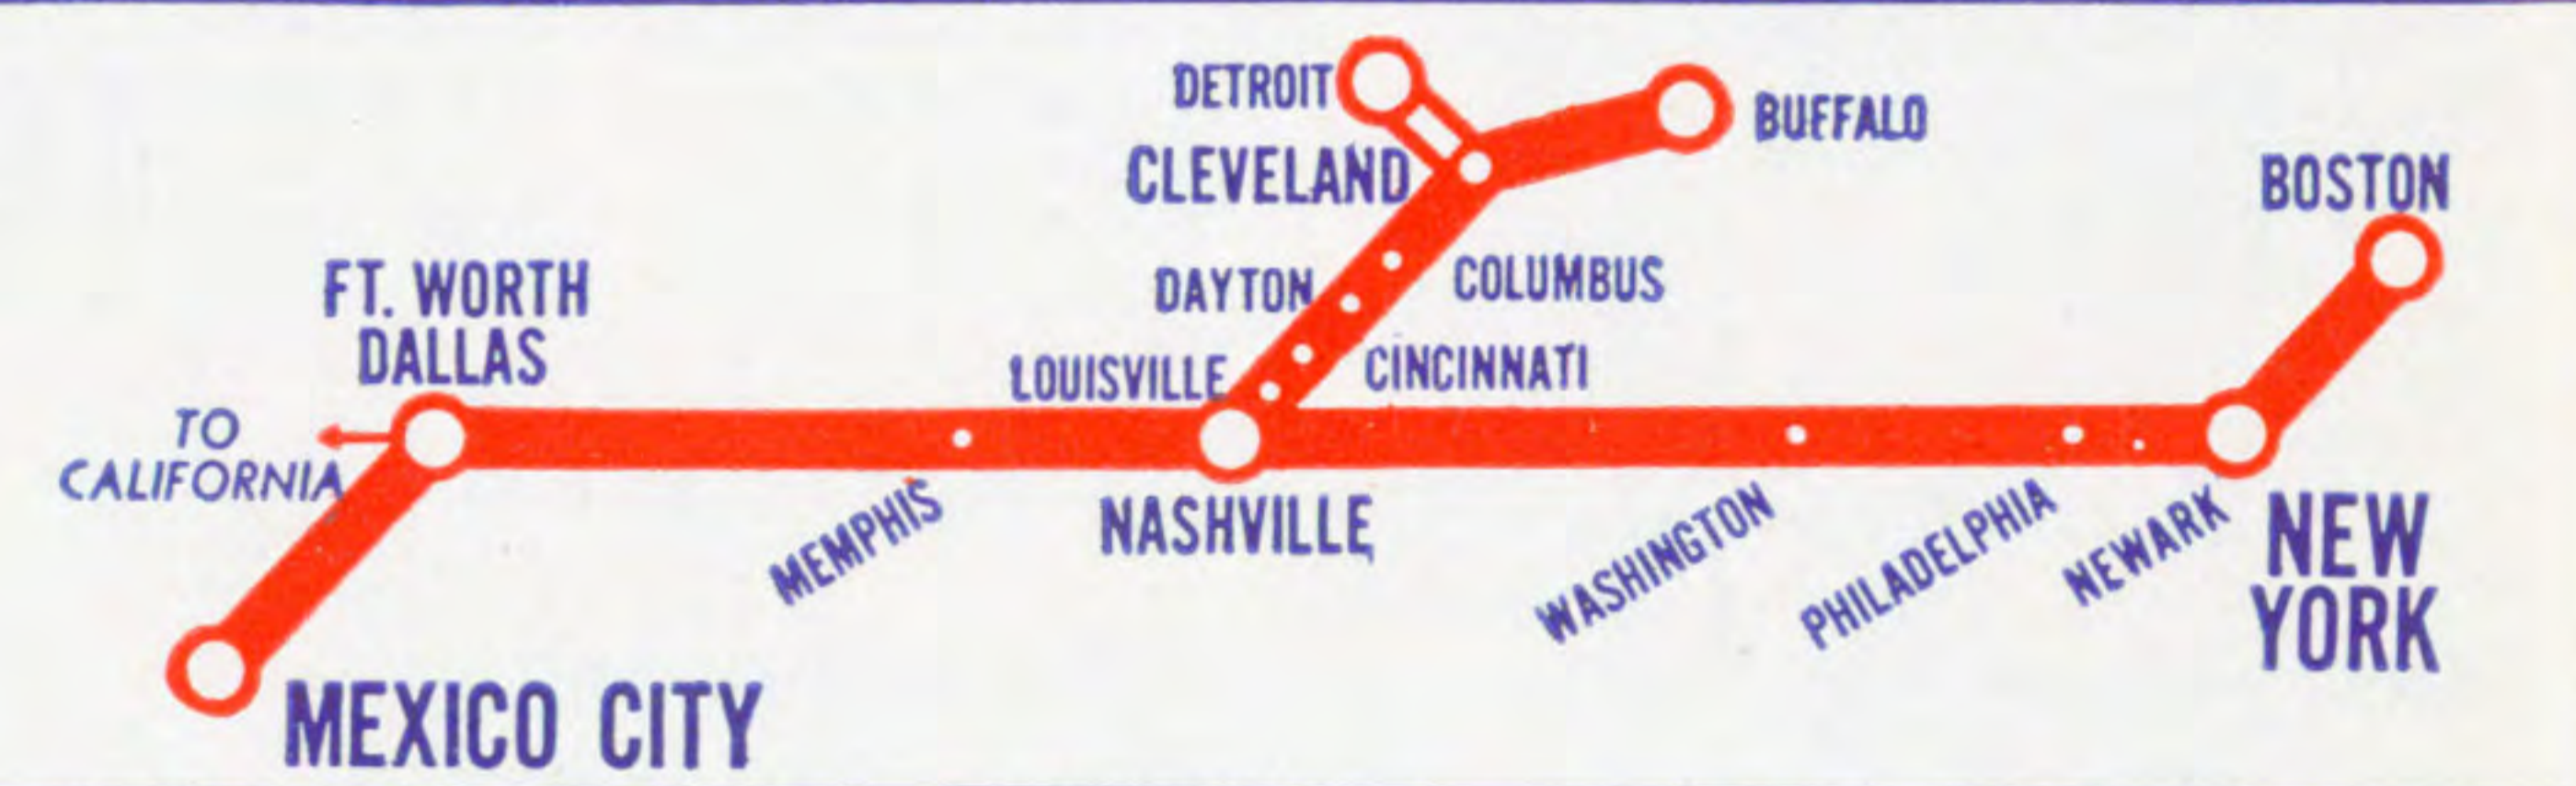 DETROIT
BUFFALO
CLEVELAND
BOSTON
FT. WORTH
DALLAS
DAYTON
COLUMBUS
LOUISVILLE
CINCINNATI
TO
CALIFORNIA
MEMPHIS
NASHVILLE
WASHINGTON
PHILADELPHIA
NEWARK
NEW
YORK
MEXICO CITY